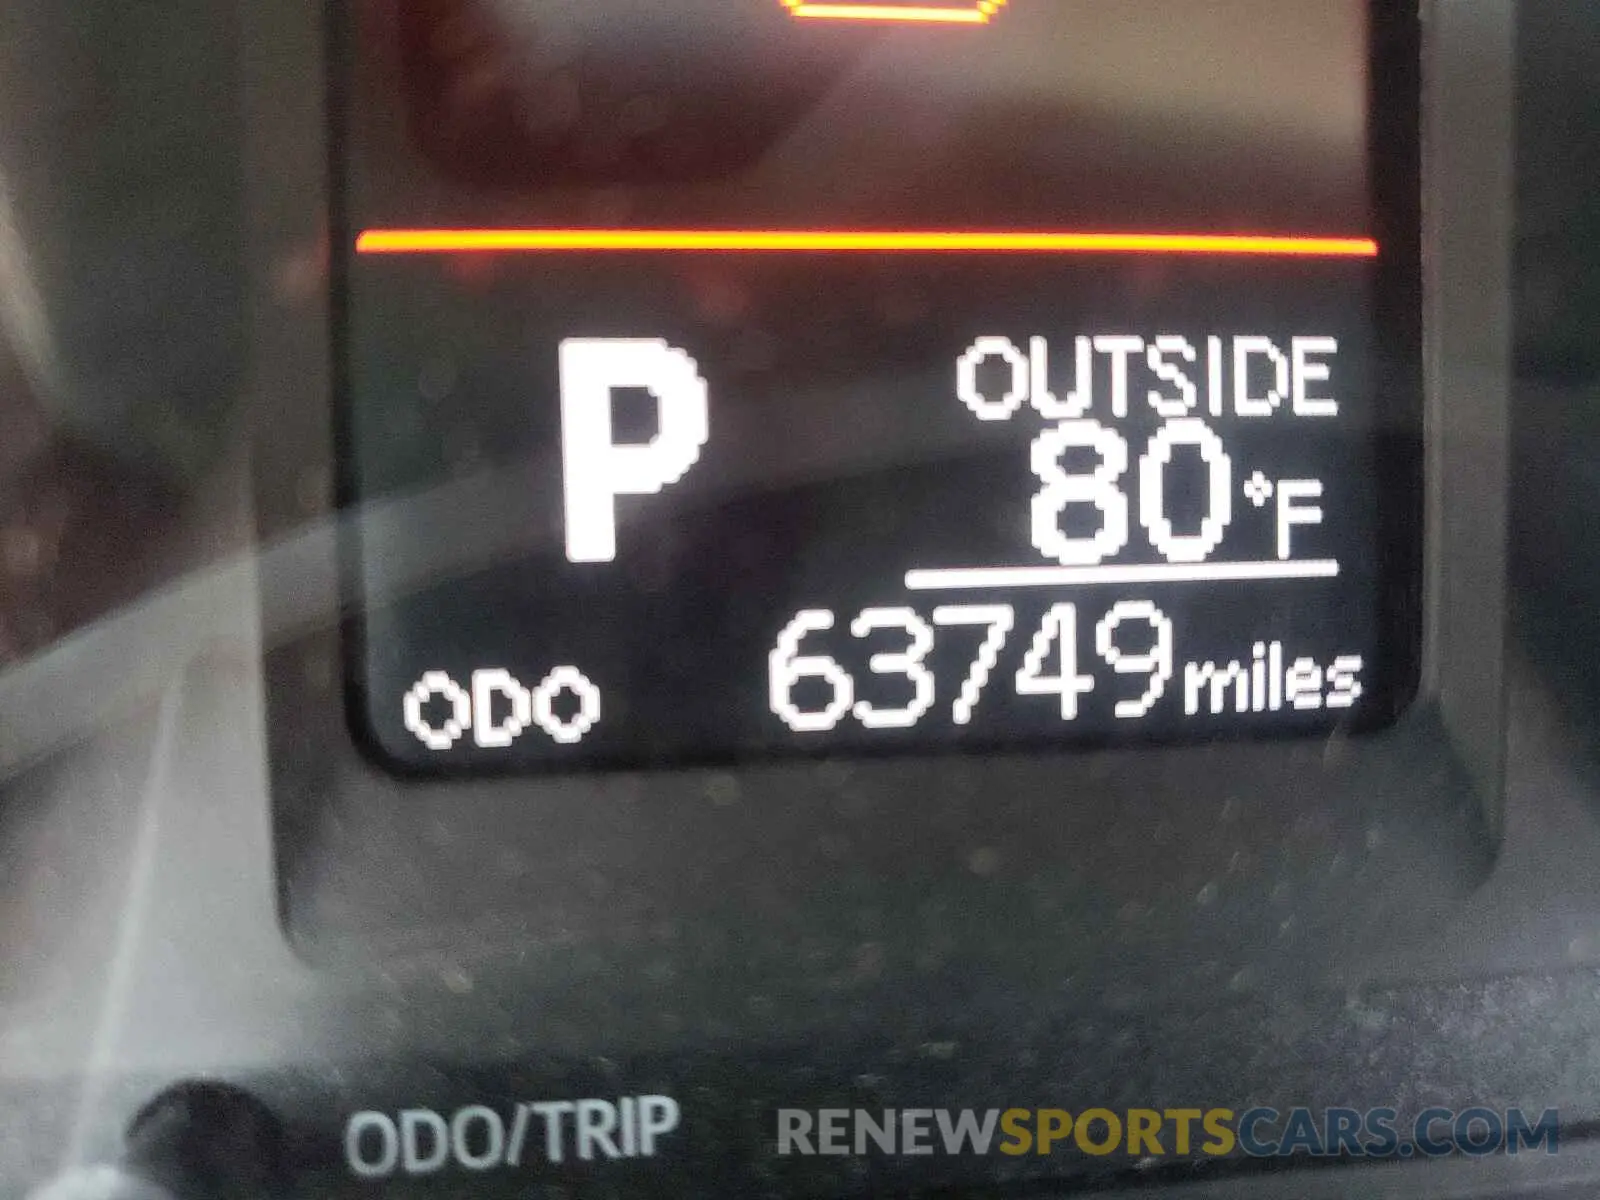 P
OUTSIDE
80°F
ODO 63749 miles
ODO/TRIP
RENEWSPORTSCARS.COM